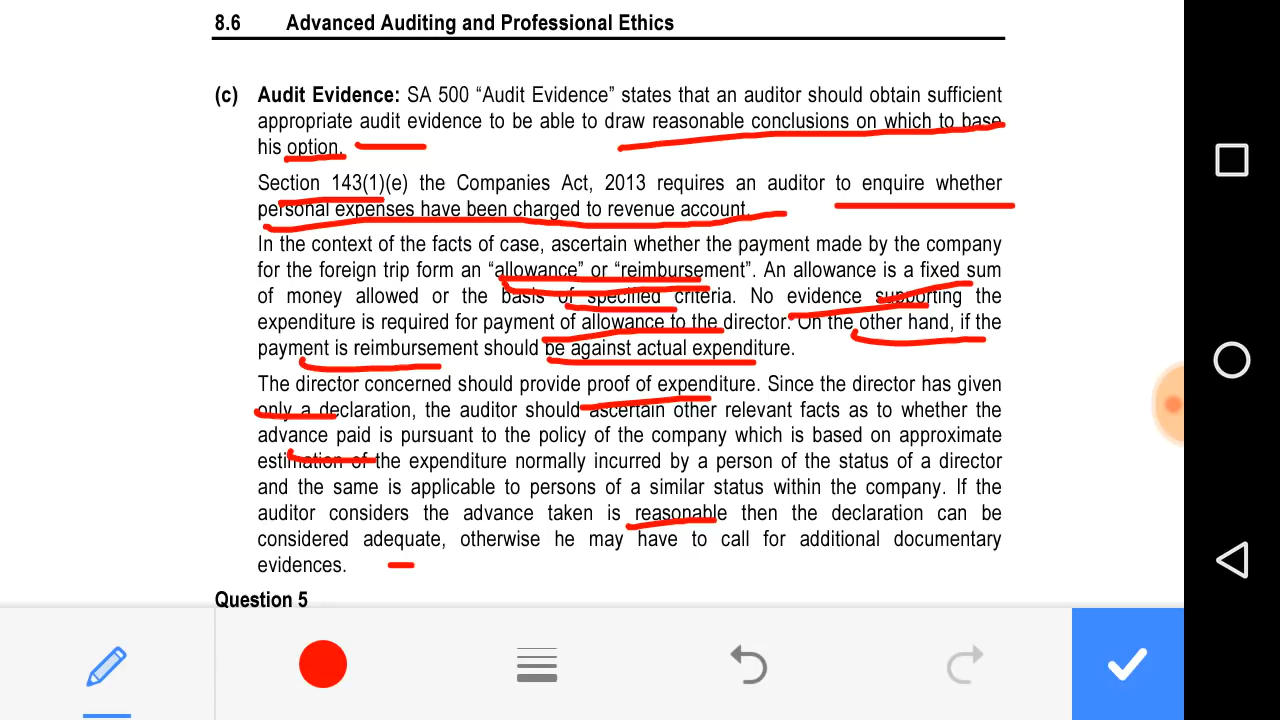 8.6 Advanced Auditing and Professional Ethics
(c) Audit Evidence: SA 500 “Audit Evidence” states that an auditor should obtain sufficient
appropriate audit evidence to be able to draw reasonable conclusions on which to base
his option.
Section 143(1)(e) the Companies Act, 2013 requires an auditor to enquire whether
personal expenses have been charged to revenue account.
In the context of the facts of case, ascertain whether the payment made by the company
for the foreign trip form an “allowance” or “reimbursement”. An allowance is a fixed sum
of money allowed or the basis of specified criteria. No evidence supporting the
expenditure is required for payment of allowance to the director. On the other hand, if the
payment is reimbursement should be against actual expenditure.
The director concerned should provide proof of expenditure. Since the director has given
only a declaration, the auditor should ascertain other relevant facts as to whether the
advance paid is pursuant to the policy of the company which is based on approximate
estimation of the expenditure normally incurred by a person of the status of a director
and the same is applicable to persons of a similar status within the company. If the
auditor considers the advance taken is reasonable then the declaration can be
considered adequate, otherwise he may have to call for additional documentary
evidences.
Question 5